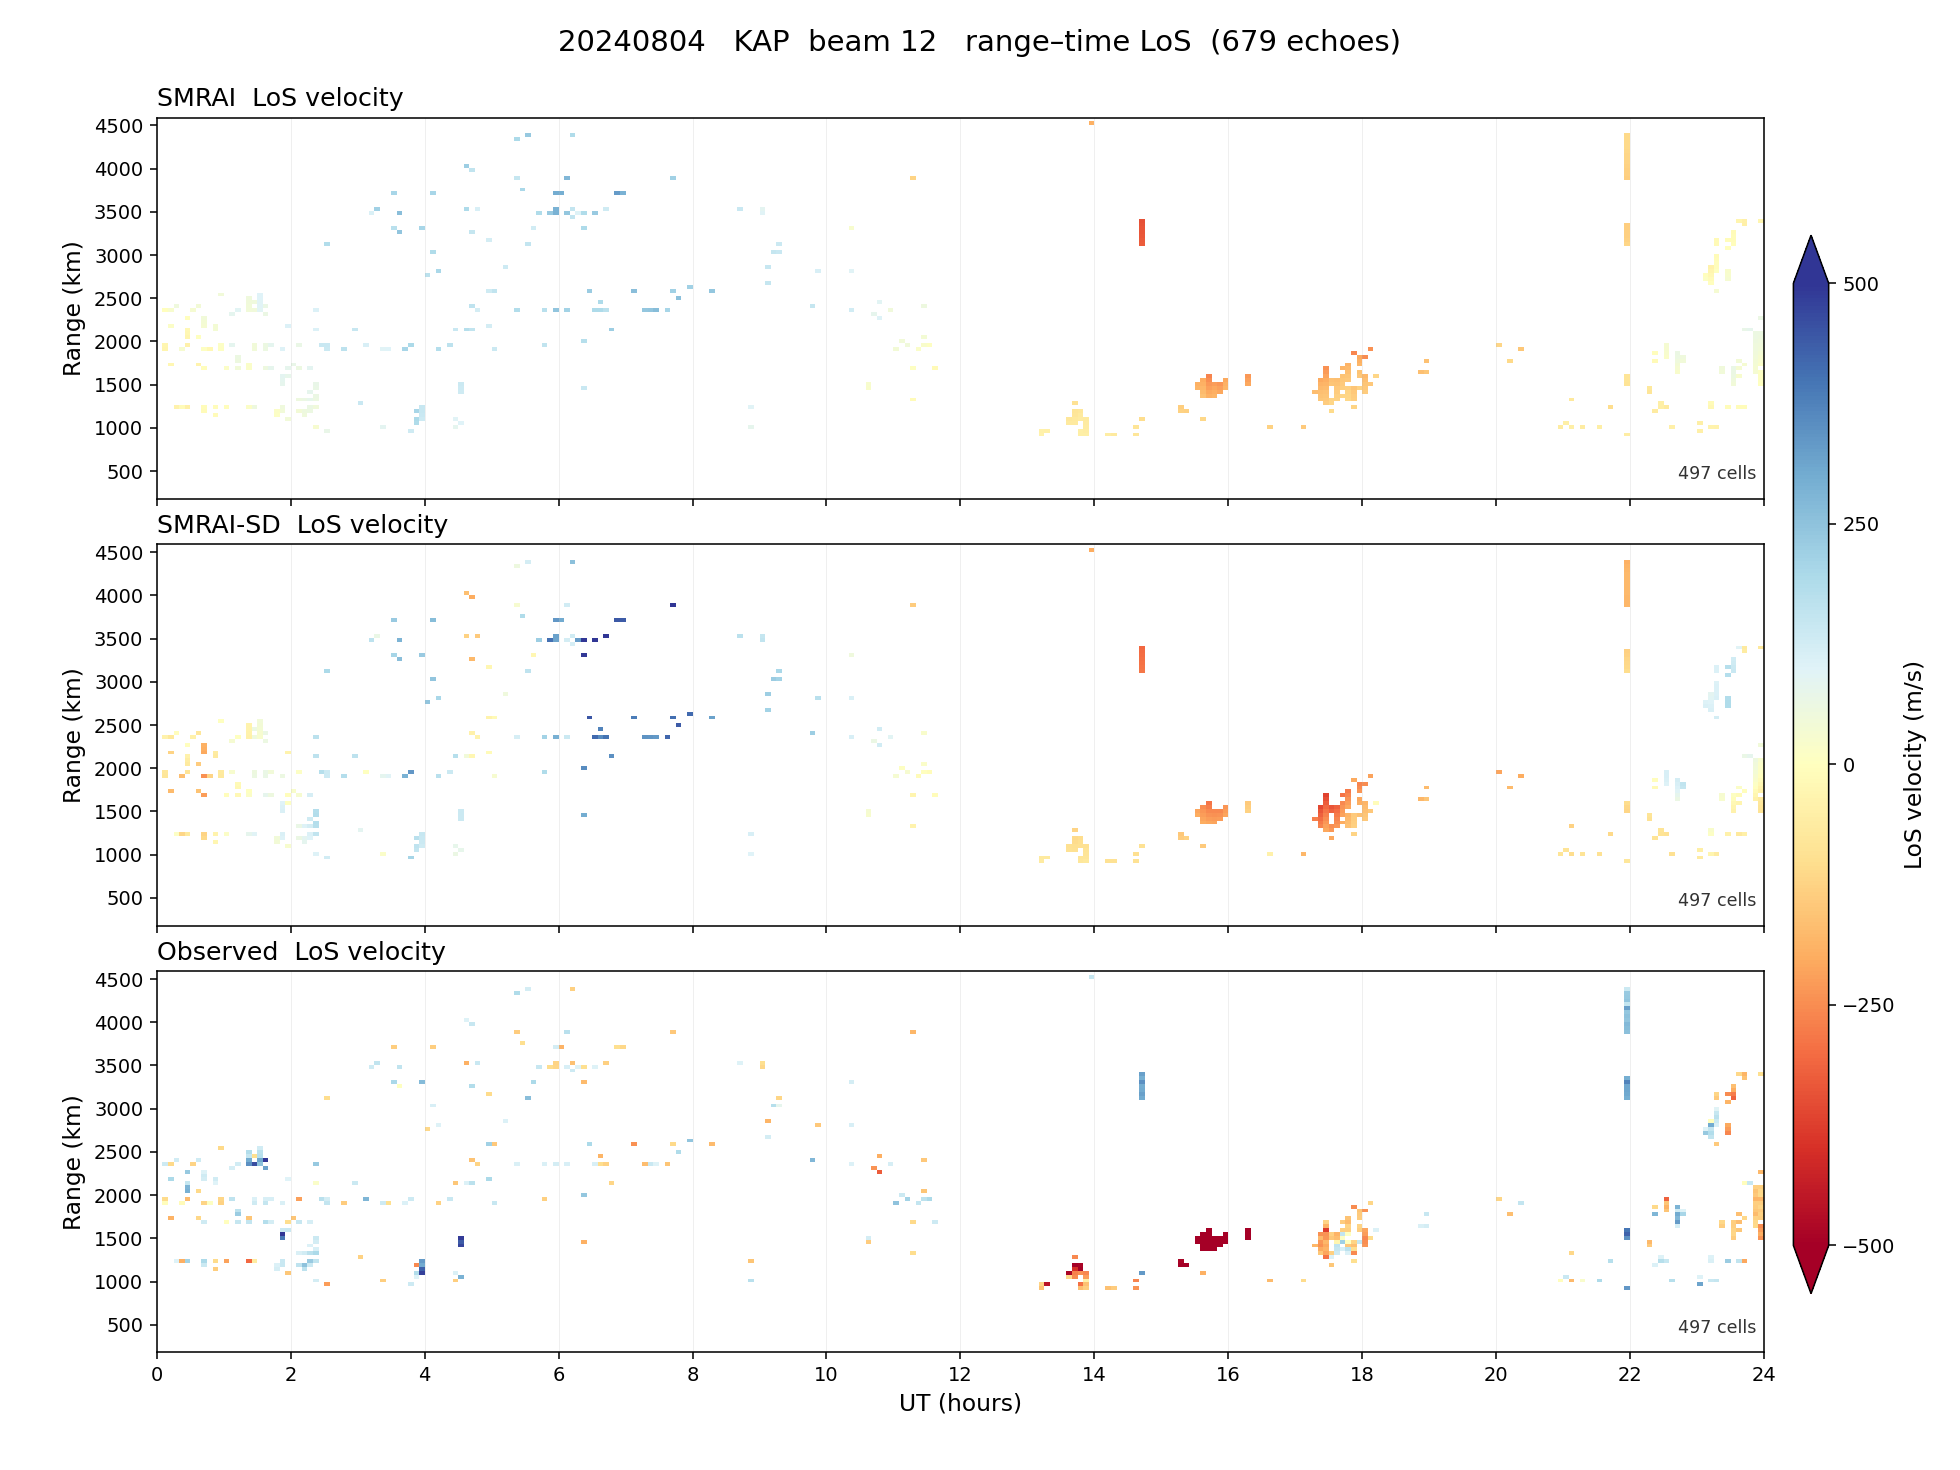 20240804   KAP  beam 12   range–time LoS  (679 echoes)
SMRAI  LoS velocity
4500
4000
3500
3000
2500
2000
1500
1000
500
Range (km)
497 cells
SMRAI-SD  LoS velocity
4500
4000
3500
3000
2500
2000
1500
1000
500
Range (km)
497 cells
Observed  LoS velocity
4500
4000
3500
3000
2500
2000
1500
1000
500
Range (km)
497 cells
0 2 4 6 8 10 12 14 16 18 20 22 24
UT (hours)
500
250
0
−250
−500
LoS velocity (m/s)